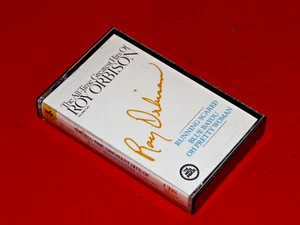 The All-Time Greatest Hits Of
ROY ORBISON
Roy Orbison
RUNNING SCARED
BLUE BAYOU
OH PRETTY WOMAN